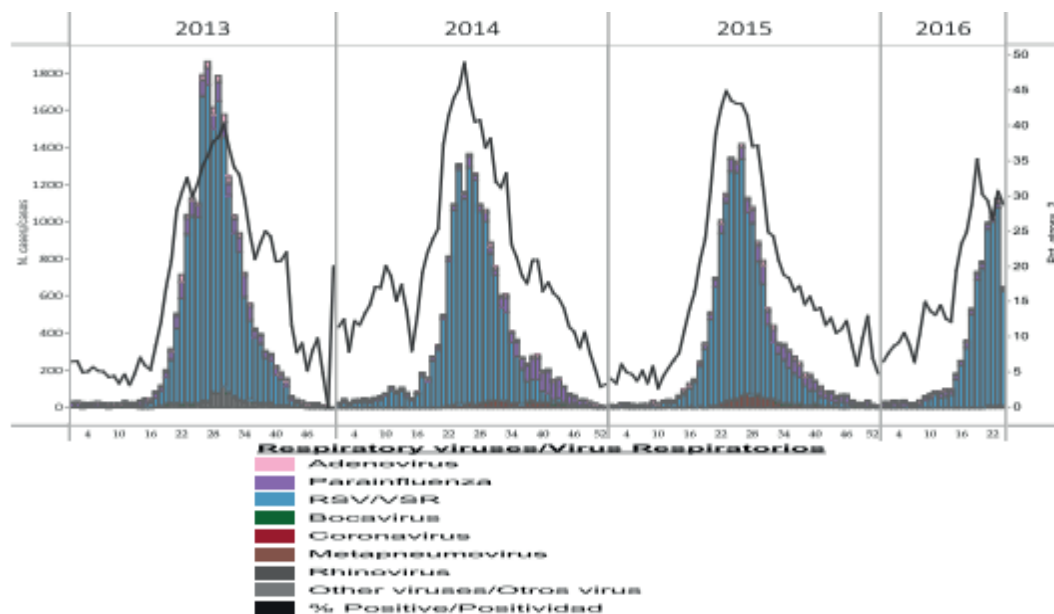 2013 2014 2015 2016
1800
1600
1400
1200
1000
800
600
400
200
0
N. cases/casos
50
45
40
35
30
25
20
15
10
5
0
4 10 16 22 28 34 40 46 4 10 16 22 28 34 40 46 52 4 10 16 22 28 34 40 46 52 4 10 16 22
Respiratory viruses/Virus Respiratorios
Adenovirus
Parainfluenza
RSV/VSR
Bocavirus
Coronavirus
Metapneumovirus
Rhinovirus
Other viruses/Otros virus
% Positive/Positividad